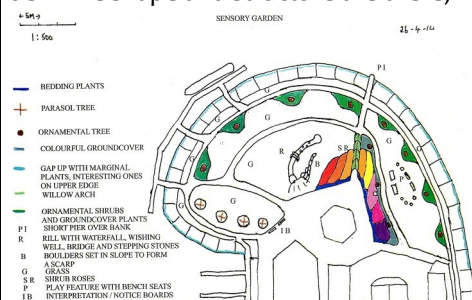 SENSORY GARDEN
5M
1:500
26-4-14
BEDDING PLANTS
PARASOL TREE
ORNAMENTAL TREE
COLOURFUL GROUNDCOVER
GAP UP WITH MARGINAL
PLANTS, INTERESTING ONES
ON UPPER EDGE
WILLOW ARCH
ORNAMENTAL SHRUBS
AND GROUNDCOVER PLANTS
P I SHORT PIER OVER BANK
R RILL WITH WATERFALL, WISHING
WELL, BRIDGE AND STEPPING STONES
B BOULDERS SET IN SLOPE TO FORM
A SCARP
G GRASS
S R SHRUB ROSES
P PLAY FEATURE WITH BENCH SEATS
I B INTERPRETATION / NOTICE BOARDS
P I
G
G
G
R
S R
B
G
P
G
G
I B